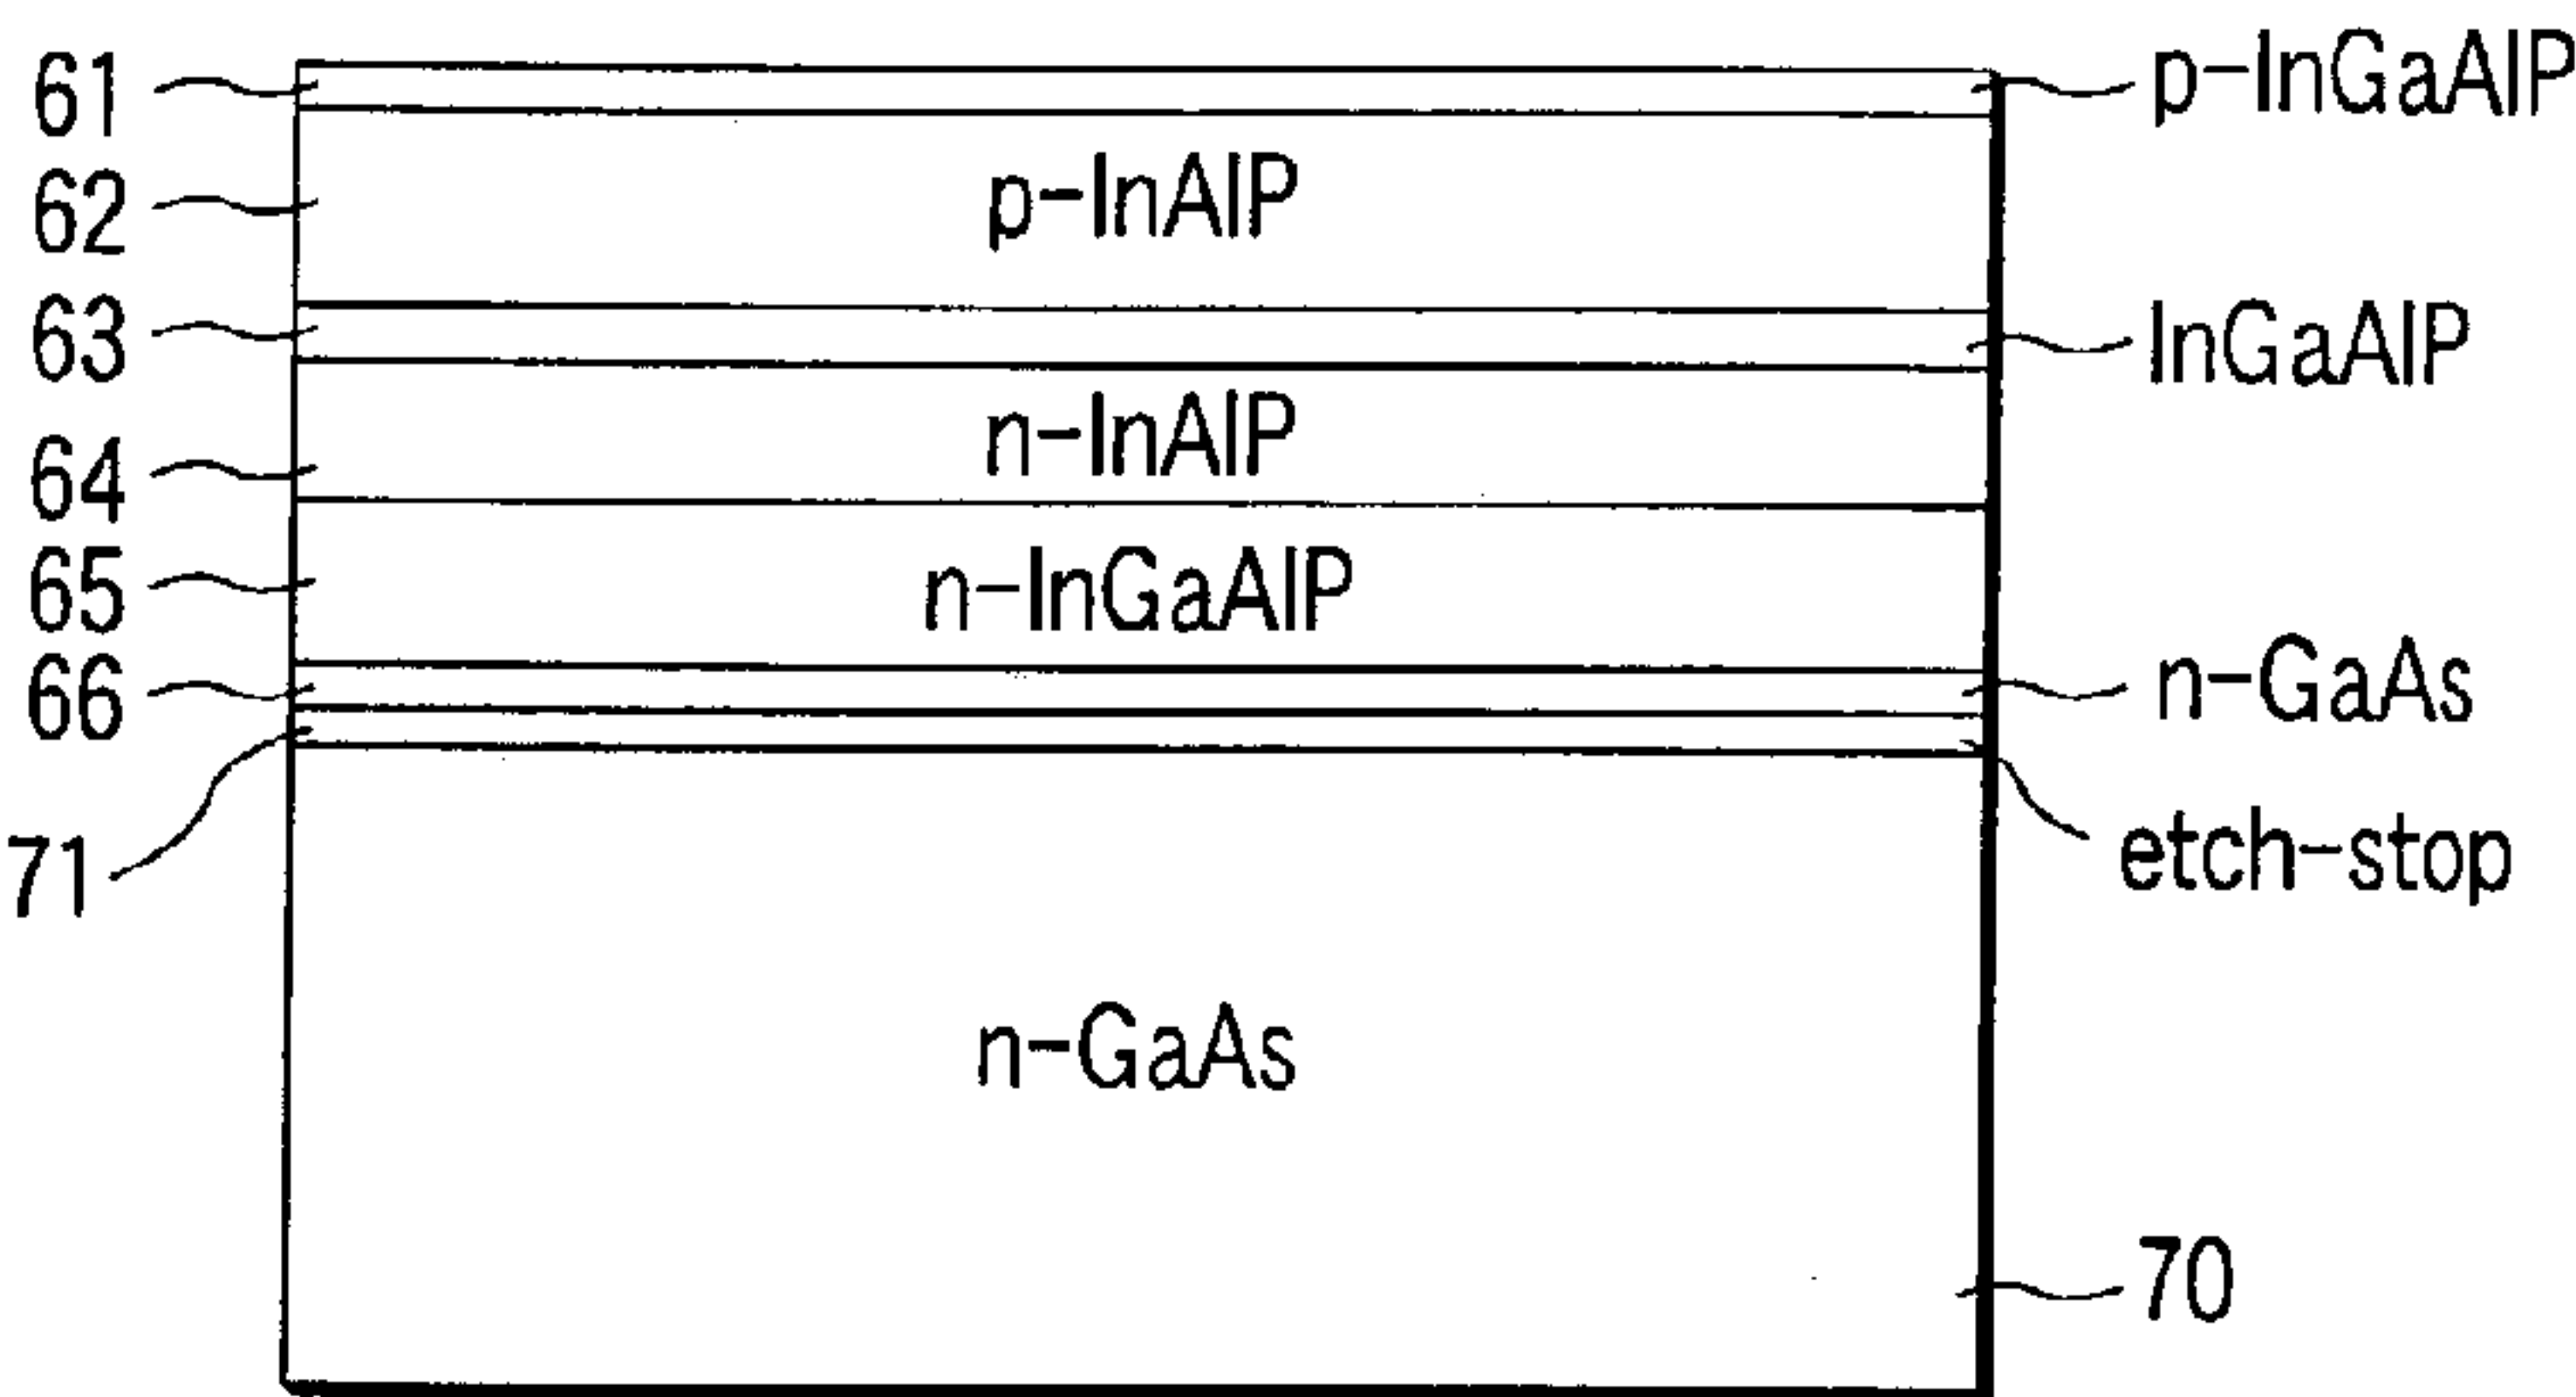 61 p-InGaAlP
62 p-InAlP
63 InGaAlP
64 n-InAlP
65 n-InGaAlP
66 n-GaAs
71 etch-stop
n-GaAs
70